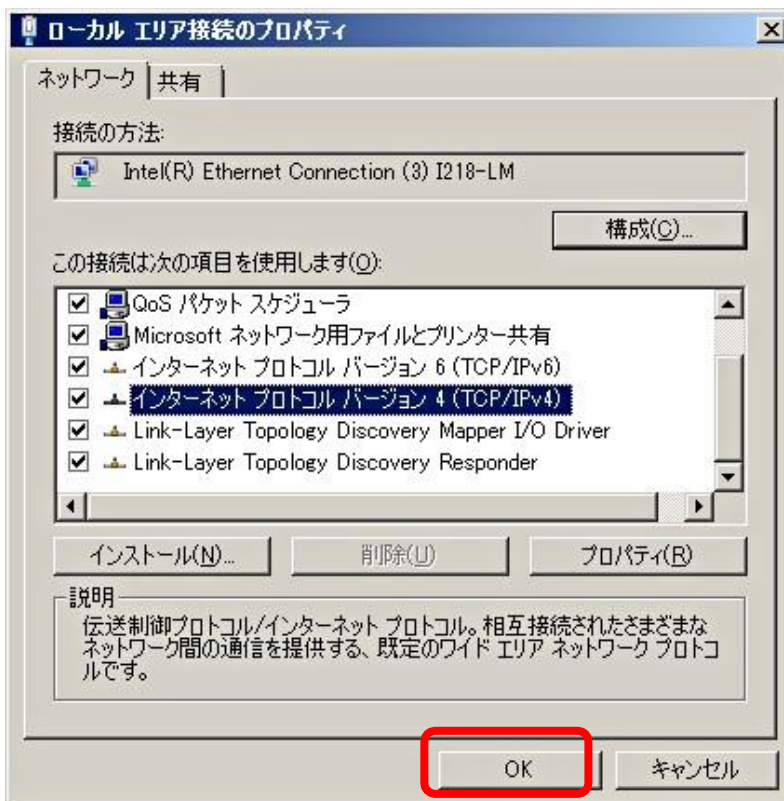 ローカル エリア接続のプロパティ
ネットワーク 共有
接続の方法:
Intel(R) Ethernet Connection (3) I218-LM
構成(C)...
この接続は次の項目を使用します(O):
QoS パケット スケジューラ
Microsoft ネットワーク用ファイルとプリンター共有
インターネット プロトコル バージョン 6 (TCP/IPv6)
インターネット プロトコル バージョン 4 (TCP/IPv4)
Link-Layer Topology Discovery Mapper I/O Driver
Link-Layer Topology Discovery Responder
インストール(N)... 削除(U) プロパティ(R)
説明
伝送制御プロトコル/インターネット プロトコル。相互接続されたさまざまな
ネットワーク間の通信を提供する、既定のワイド エリア ネットワーク プロトコ
ルです。
OK キャンセル